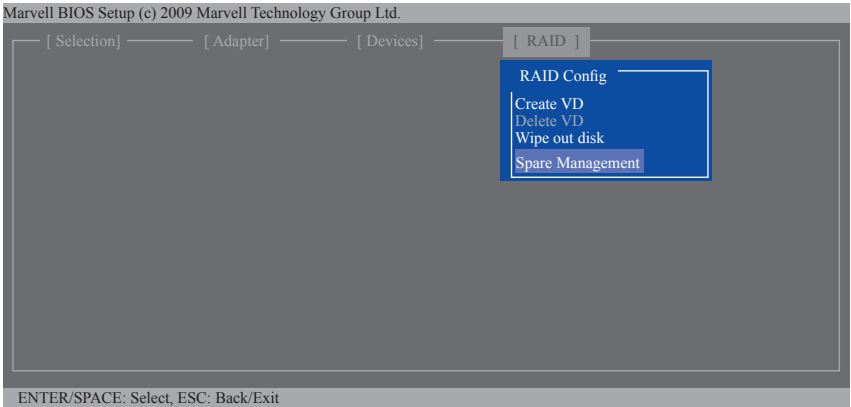 Marvell BIOS Setup (c) 2009 Marvell Technology Group Ltd.
[ Selection] [ Adapter] [ Devices] [ RAID ]
RAID Config
Create VD
Delete VD
Wipe out disk
Spare Management
ENTER/SPACE: Select, ESC: Back/Exit